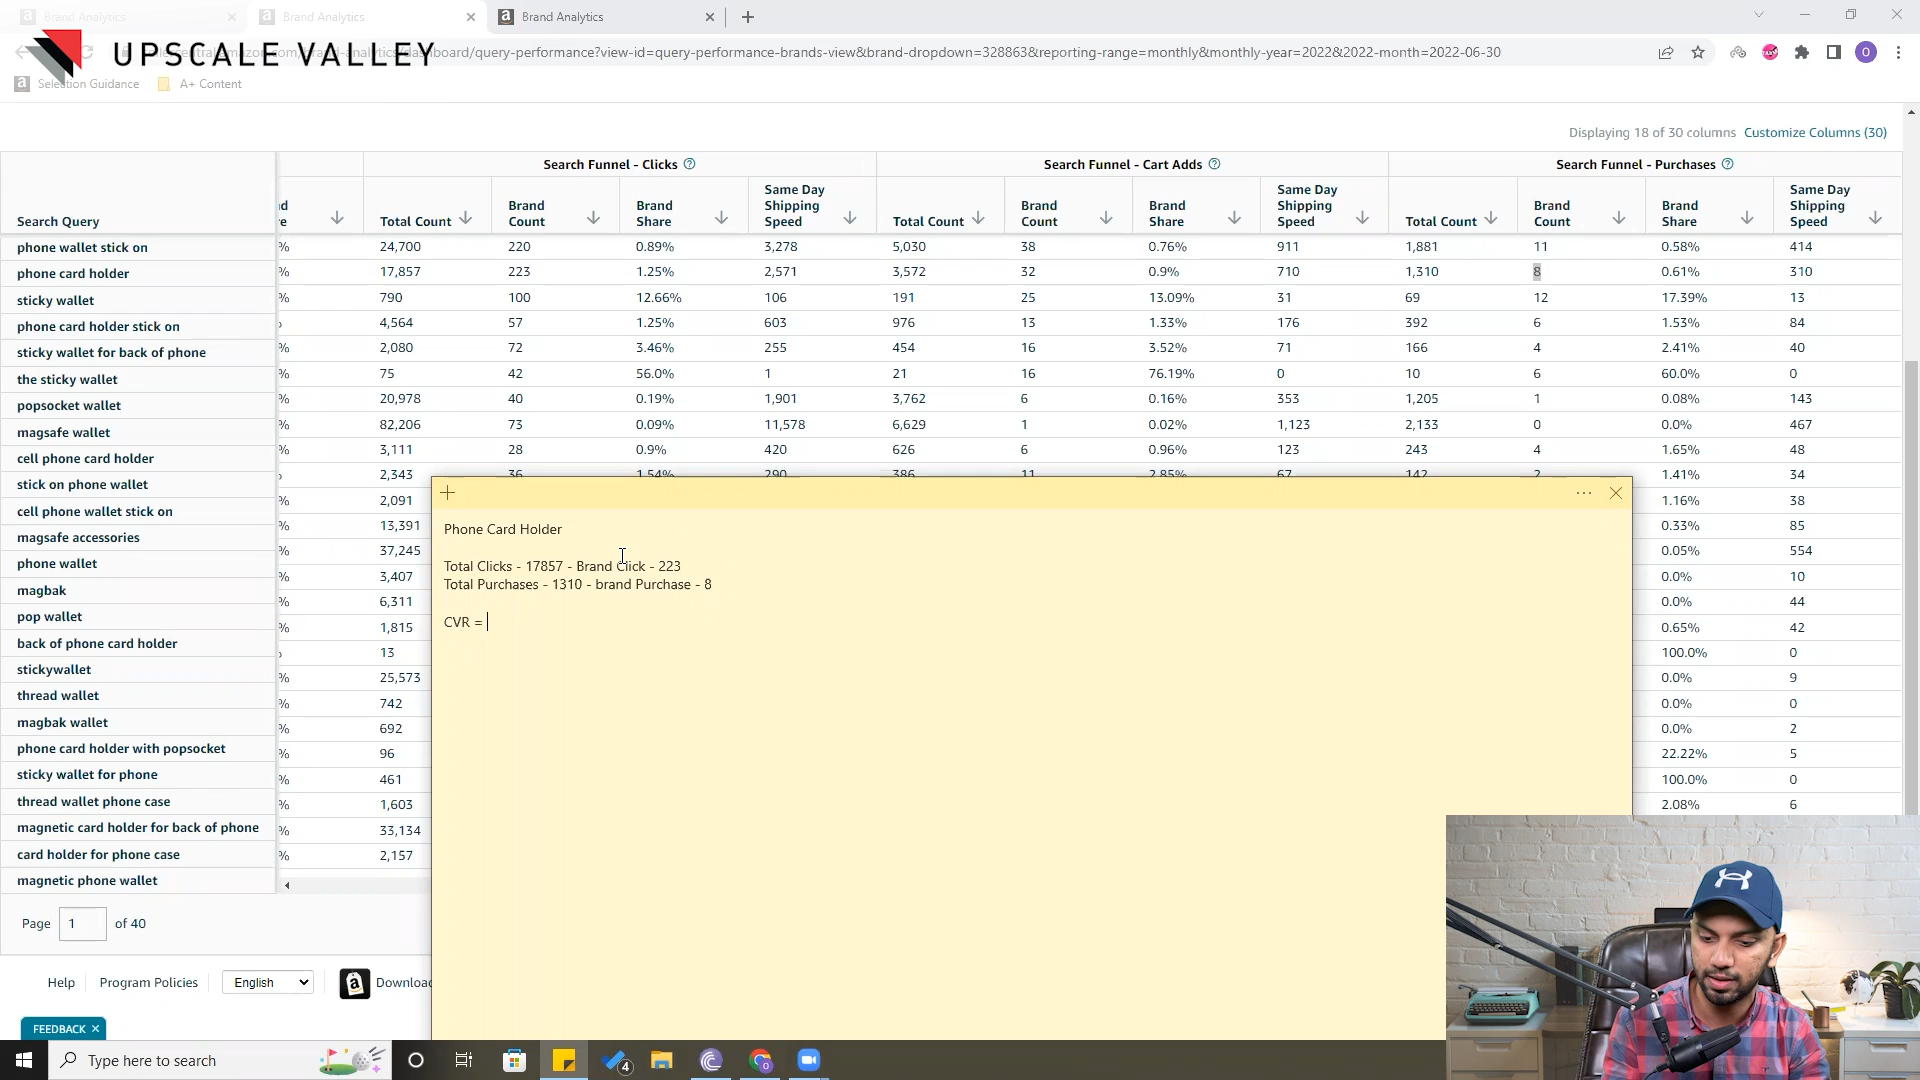 Brand Analytics
Brand Analytics
Brand Analytics
UPSCALE VALLEY
board/query-performance?view-id=query-performance-brands-view&brand-dropdown=328863&reporting-range=monthly&monthly-year=2022&2022-month=2022-06-30
Selection Guidance
A+ Content
Displaying 18 of 30 columns Customize Columns (30)
Search Funnel - Clicks
Search Funnel - Cart Adds
Search Funnel - Purchases
Search Query
Total Count Brand Count Brand Share Same Day Shipping Speed Total Count Brand Count Brand Share Same Day Shipping Speed Total Count Brand Count Brand Share Same Day Shipping Speed
phone wallet stick on % 24,700 220 0.89% 3,278 5,030 38 0.76% 911 1,881 11 0.58% 414
phone card holder % 17,857 223 1.25% 2,571 3,572 32 0.9% 710 1,310 8 0.61% 310
sticky wallet % 790 100 12.66% 106 191 25 13.09% 31 69 12 17.39% 13
phone card holder stick on 4,564 57 1.25% 603 976 13 1.33% 176 392 6 1.53% 84
sticky wallet for back of phone % 2,080 72 3.46% 255 454 16 3.52% 71 166 4 2.41% 40
the sticky wallet % 75 42 56.0% 1 21 16 76.19% 0 10 6 60.0% 0
popsocket wallet % 20,978 40 0.19% 1,901 3,762 6 0.16% 353 1,205 1 0.08% 143
magsafe wallet % 82,206 73 0.09% 11,578 6,629 1 0.02% 1,123 2,133 0 0.0% 467
cell phone card holder % 3,111 28 0.9% 420 626 6 0.96% 123 243 4 1.65% 48
stick on phone wallet % 2,343 36 1.54% 290 386 11 2.85% 67 142 2 1.41% 34
cell phone wallet stick on % 2,091 1.16% 38
magsafe accessories % 13,391 0.33% 85
phone wallet % 37,245 0.05% 554
magbak % 3,407 0.0% 10
pop wallet % 6,311 0.0% 44
back of phone card holder % 1,815 0.65% 42
stickywallet 13 100.0% 0
thread wallet % 25,573 0.0% 9
magbak wallet % 742 0.0% 0
phone card holder with popsocket % 692 0.0% 2
sticky wallet for phone % 96 22.22% 5
thread wallet phone case % 461 100.0% 0
magnetic card holder for back of phone % 1,603 2.08% 6
card holder for phone case % 33,134
magnetic phone wallet % 2,157
Phone Card Holder
Total Clicks - 17857 - Brand Click - 223
Total Purchases - 1310 - brand Purchase - 8
CVR =
Page 1 of 40
Help Program Policies English
FEEDBACK ×
Type here to search
4